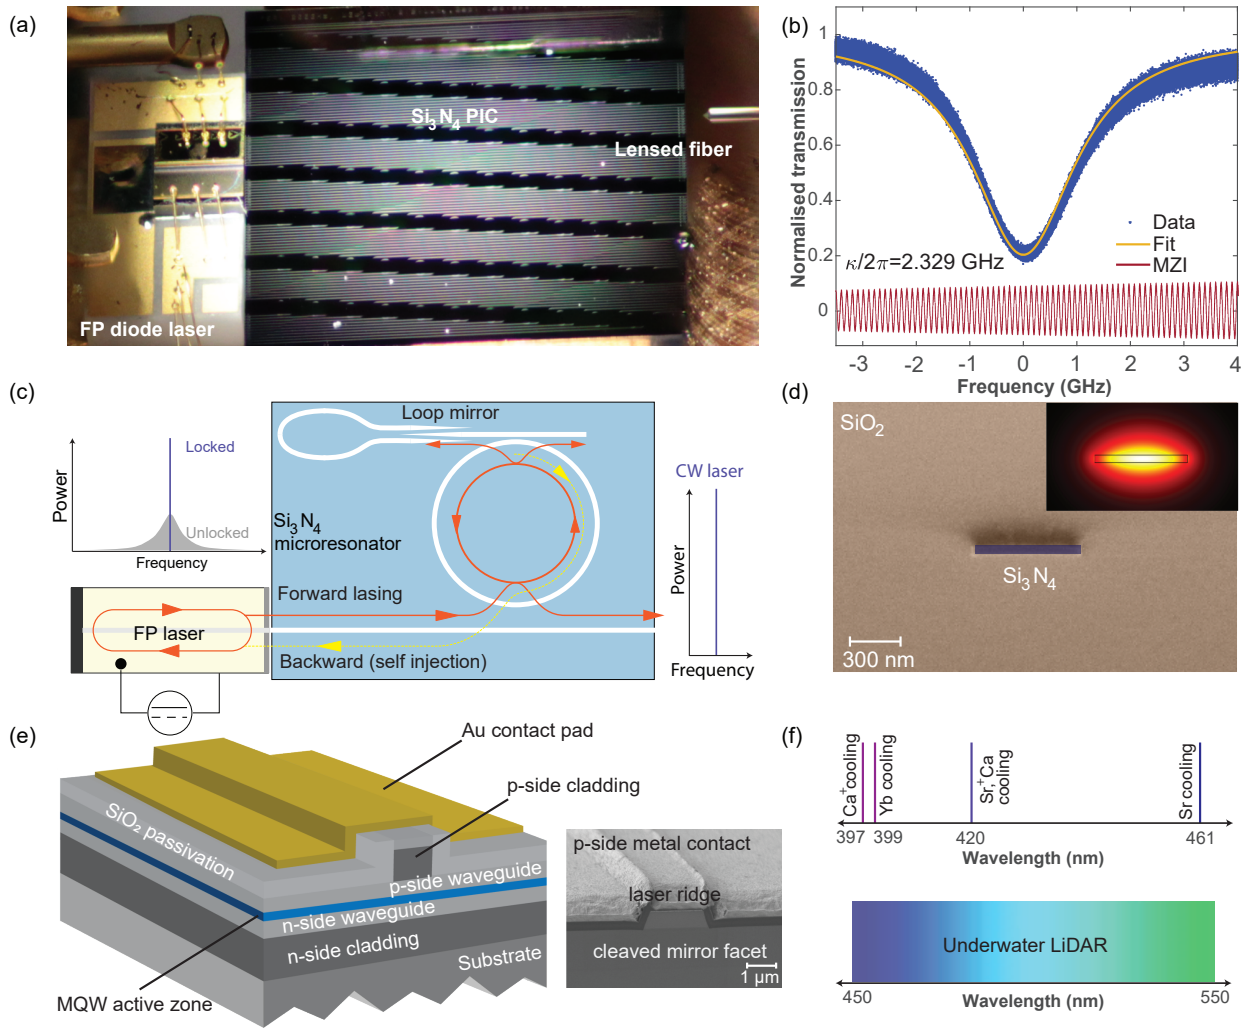 (a)
Si₃N₄ PIC
Lensed fiber
FP diode laser
(b)
Normalised transmission
1
0.8
0.6
0.4
0.2
0
Data
Fit
MZI
κ/2π=2.329 GHz
-3 -2 -1 0 1 2 3 4
Frequency (GHz)
(c)
Power
Locked
Unlocked
Frequency
Loop mirror
Si₃N₄
microresonator
Forward lasing
FP laser
Backward (self injection)
CW laser
Power
Frequency
(d)
SiO₂
Si₃N₄
300 nm
(e)
Au contact pad
p-side cladding
SiO₂ passivation
p-side waveguide
n-side waveguide
n-side cladding
Substrate
MQW active zone
p-side metal contact
laser ridge
cleaved mirror facet
1 µm
(f)
Ca⁺cooling
Yb cooling
Sr,⁺Ca
cooling
Sr cooling
397 399 420 461
Wavelength (nm)
Underwater LiDAR
450 550
Wavelength (nm)